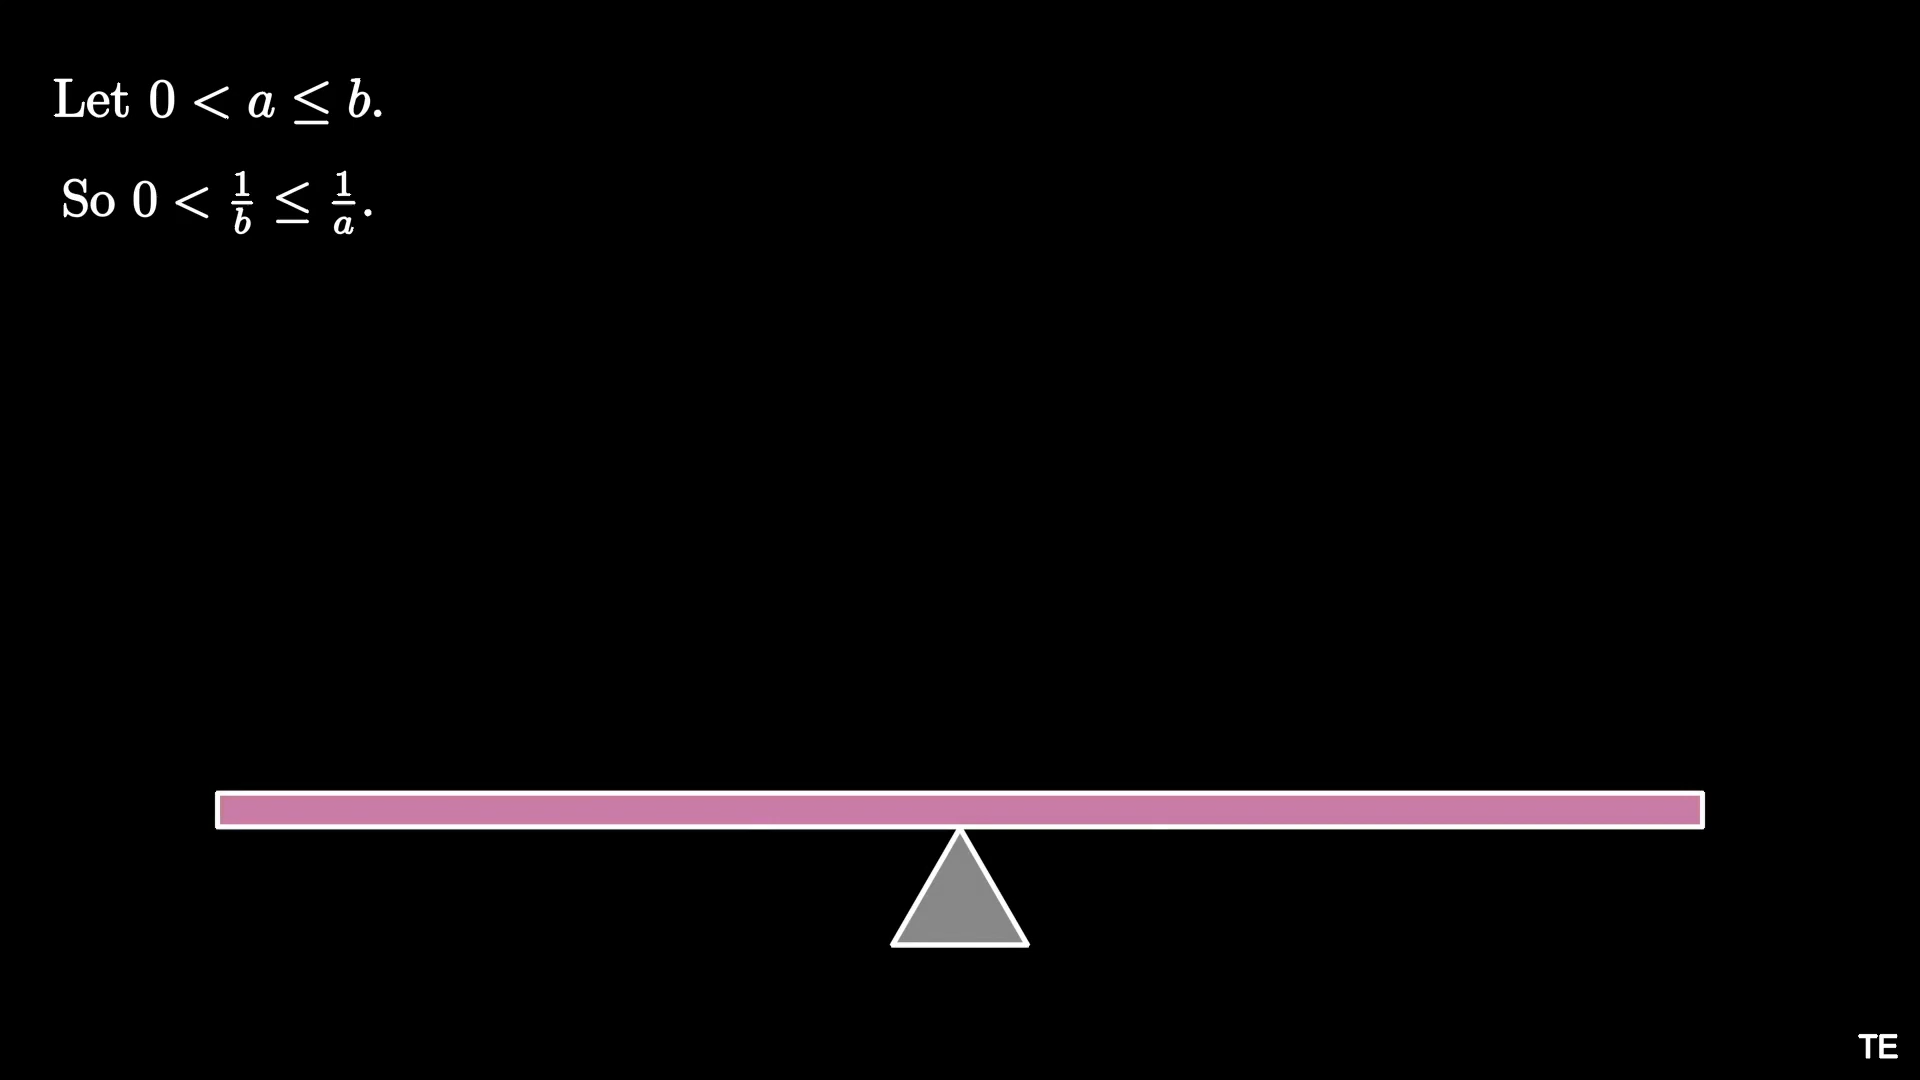 Let 0 < a ≤ b.
So 0 < 1/b ≤ 1/a.
TE